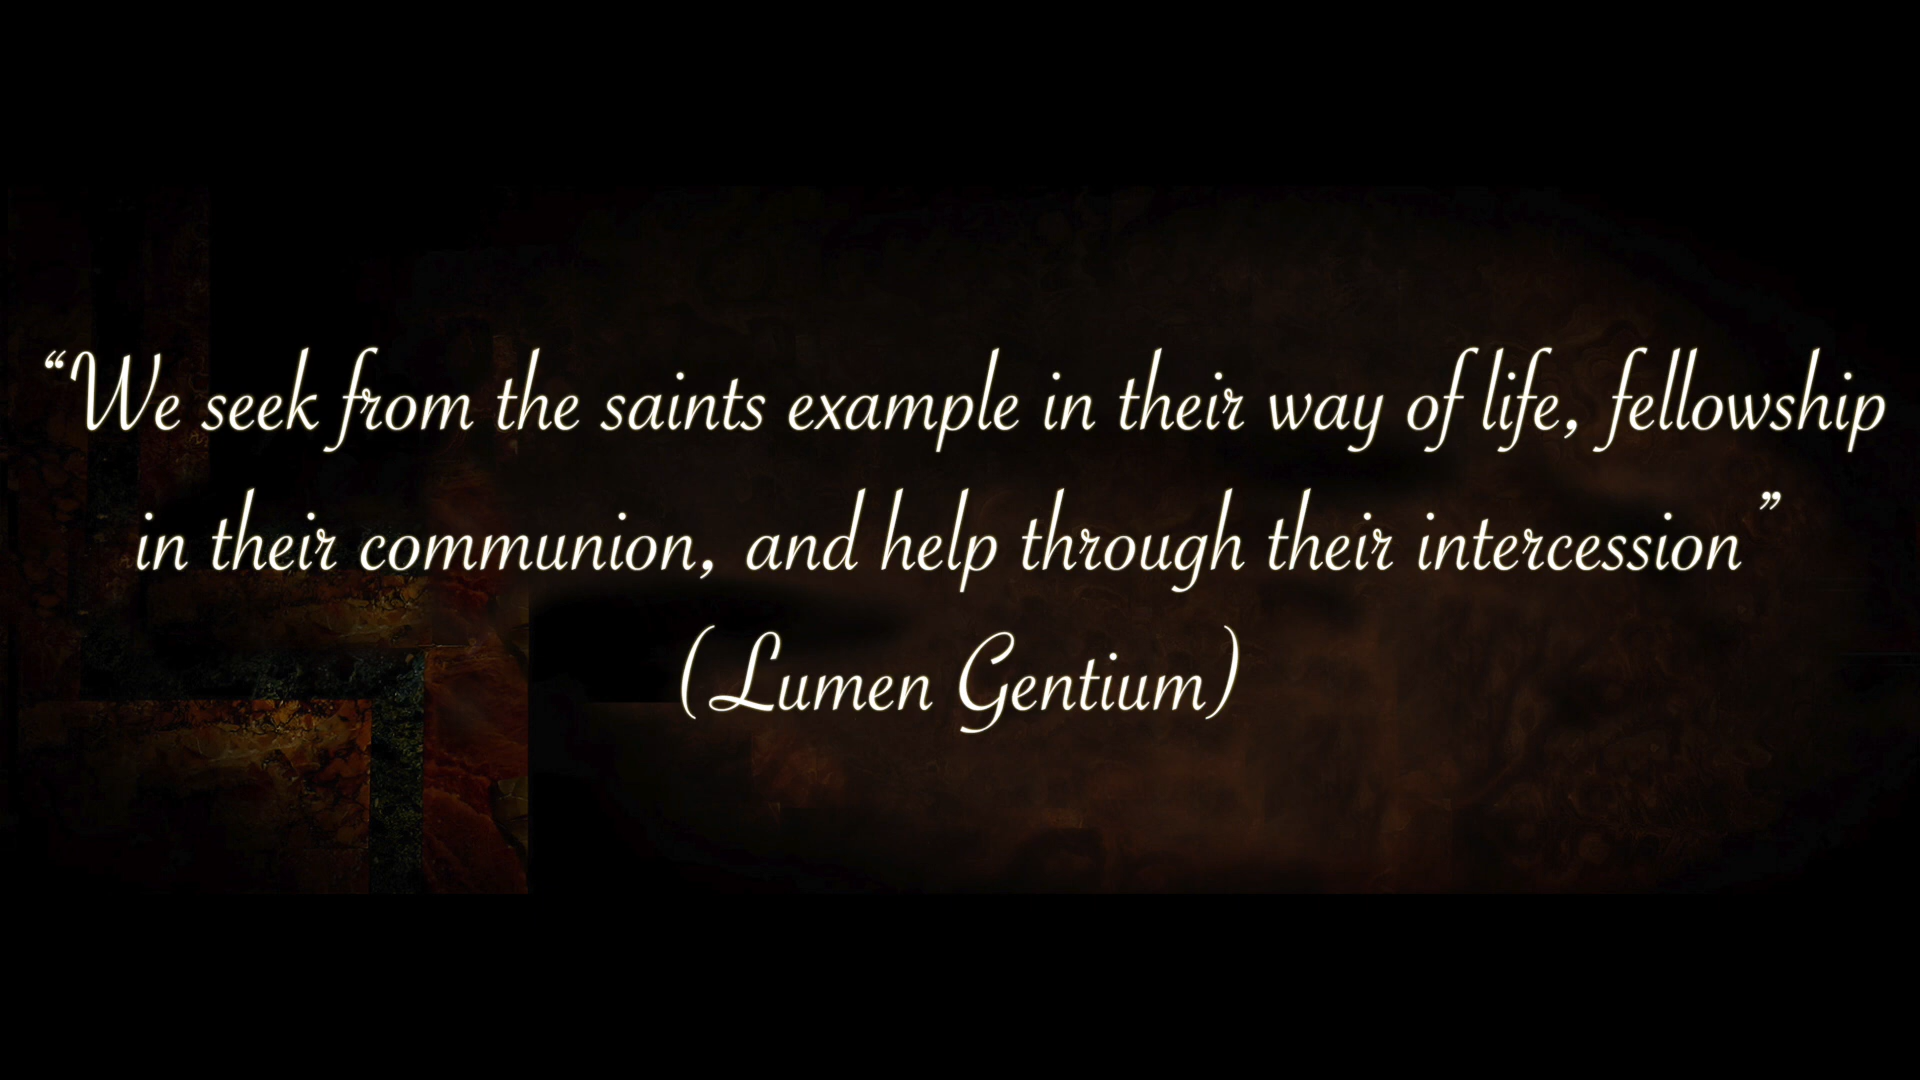 “We seek from the saints example in their way of life, fellowship
in their communion, and help through their intercession”
(Lumen Gentium)